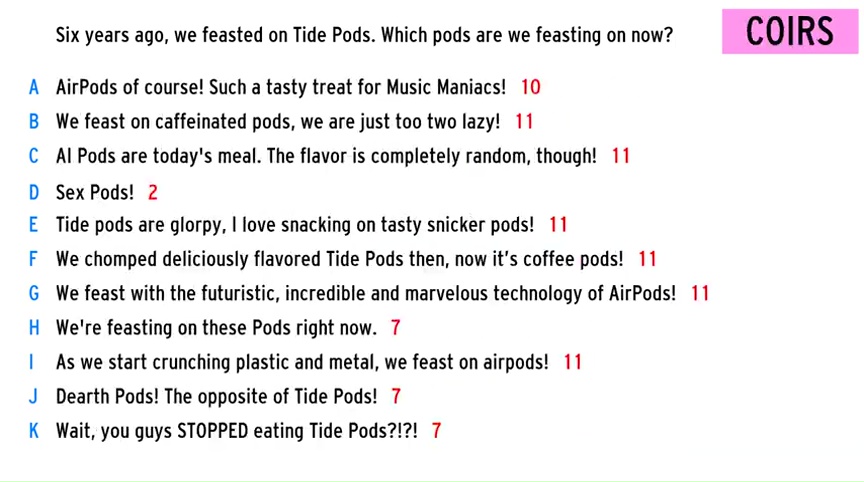 Six years ago, we feasted on Tide Pods. Which pods are we feasting on now?
COIRS
A AirPods of course! Such a tasty treat for Music Maniacs! 10
B We feast on caffeinated pods, we are just too two lazy! 11
C AI Pods are today's meal. The flavor is completely random, though! 11
D Sex Pods! 2
E Tide pods are glorpy, I love snacking on tasty snicker pods! 11
F We chomped deliciously flavored Tide Pods then, now it's coffee pods! 11
G We feast with the futuristic, incredible and marvelous technology of AirPods! 11
H We're feasting on these Pods right now. 7
I As we start crunching plastic and metal, we feast on airpods! 11
J Dearth Pods! The opposite of Tide Pods! 7
K Wait, you guys STOPPED eating Tide Pods?!?! 7